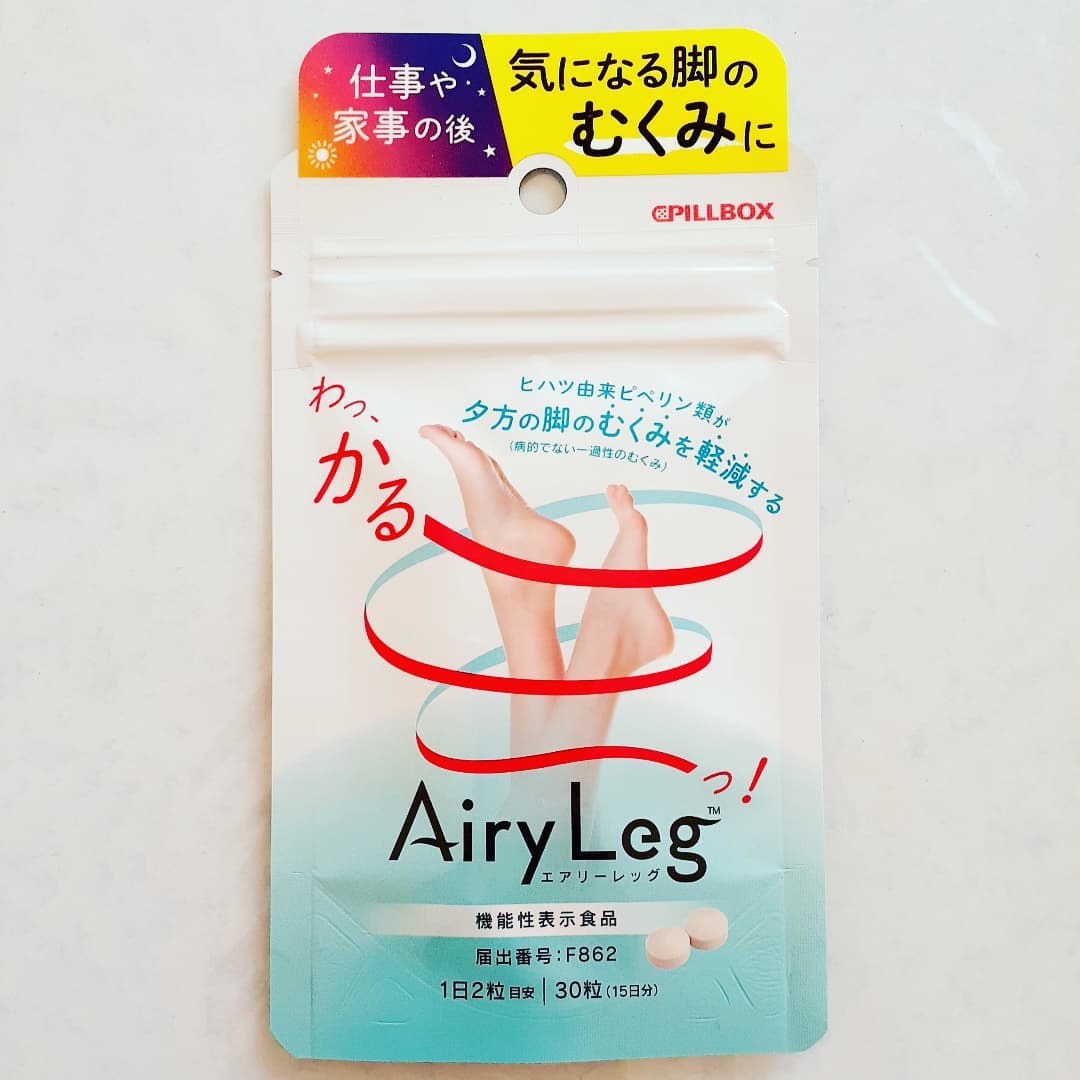 仕事や
家事の後
気になる脚の
むくみに
PILLBOX
わっ、
かる
っ!
ヒハツ由来ピペリン類が
夕方の脚のむくみを軽減する
(病的でない一過性のむくみ)
AiryLeg™
エアリーレッグ
機能性表示食品
届出番号:F862
1日2粒目安|30粒(15日分)